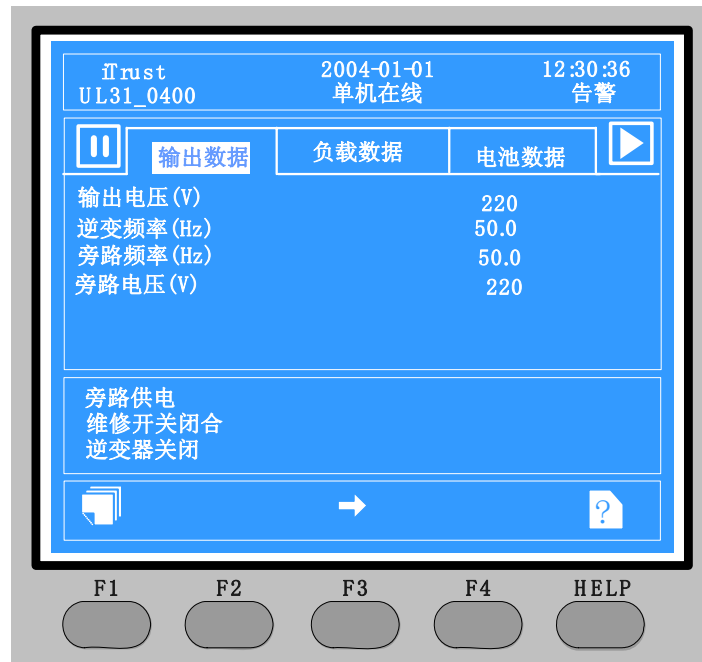 iTrust 2004-01-01 12:30:36
UL31_0400 单机在线 告警
输出数据 负载数据 电池数据
输出电压(V) 220
逆变频率(Hz) 50.0
旁路频率(Hz) 50.0
旁路电压(V) 220
旁路供电
维修开关闭合
逆变器关闭
?
F1 F2 F3 F4 HELP